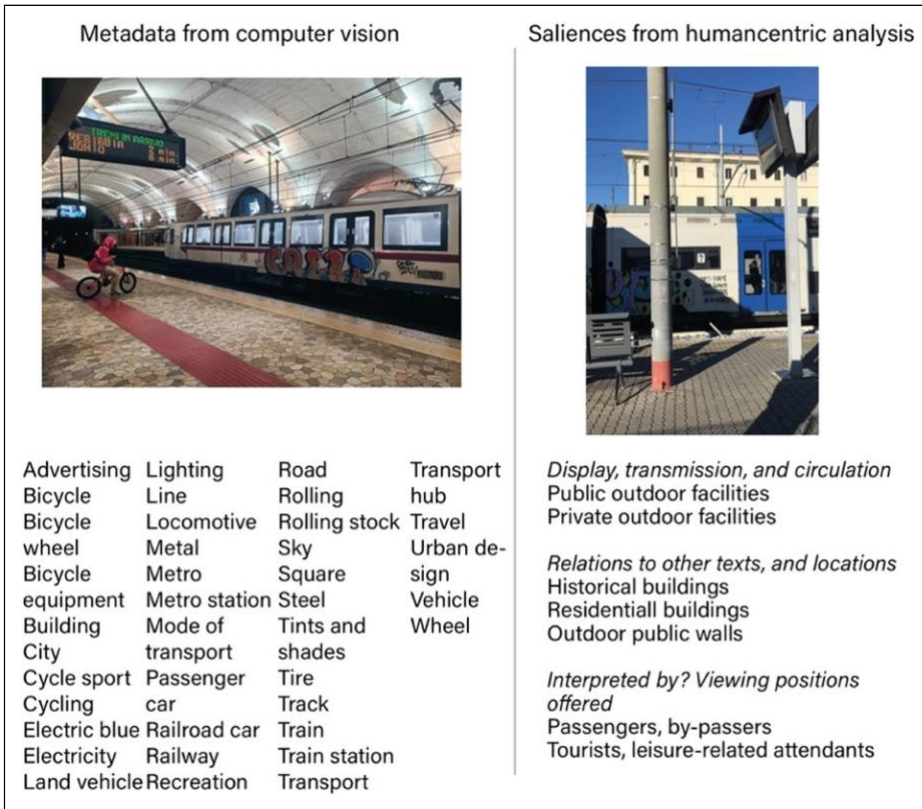 Metadata from computer vision
TRENI IN ARRIVO
JONIO
min.
min.
Advertising
Bicycle
Bicycle
wheel
Bicycle
equipment
Building
City
Cycle sport
Cycling
Electric blue
Electricity
Land vehicle
Lighting
Line
Locomotive
Metal
Metro
Metro station
Mode of
transport
Passenger
car
Railroad car
Railway
Recreation
Road
Rolling
Rolling stock
Sky
Square
Steel
Tints and
shades
Tire
Track
Train
Train station
Transport
Transport
hub
Travel
Urban de-
sign
Vehicle
Wheel
Saliences from humancentric analysis
Display, transmission, and circulation
Public outdoor facilities
Private outdoor facilities
Relations to other texts, and locations
Historical buildings
Residentiall buildings
Outdoor public walls
Interpreted by? Viewing positions
offered
Passengers, by-passers
Tourists, leisure-related attendants